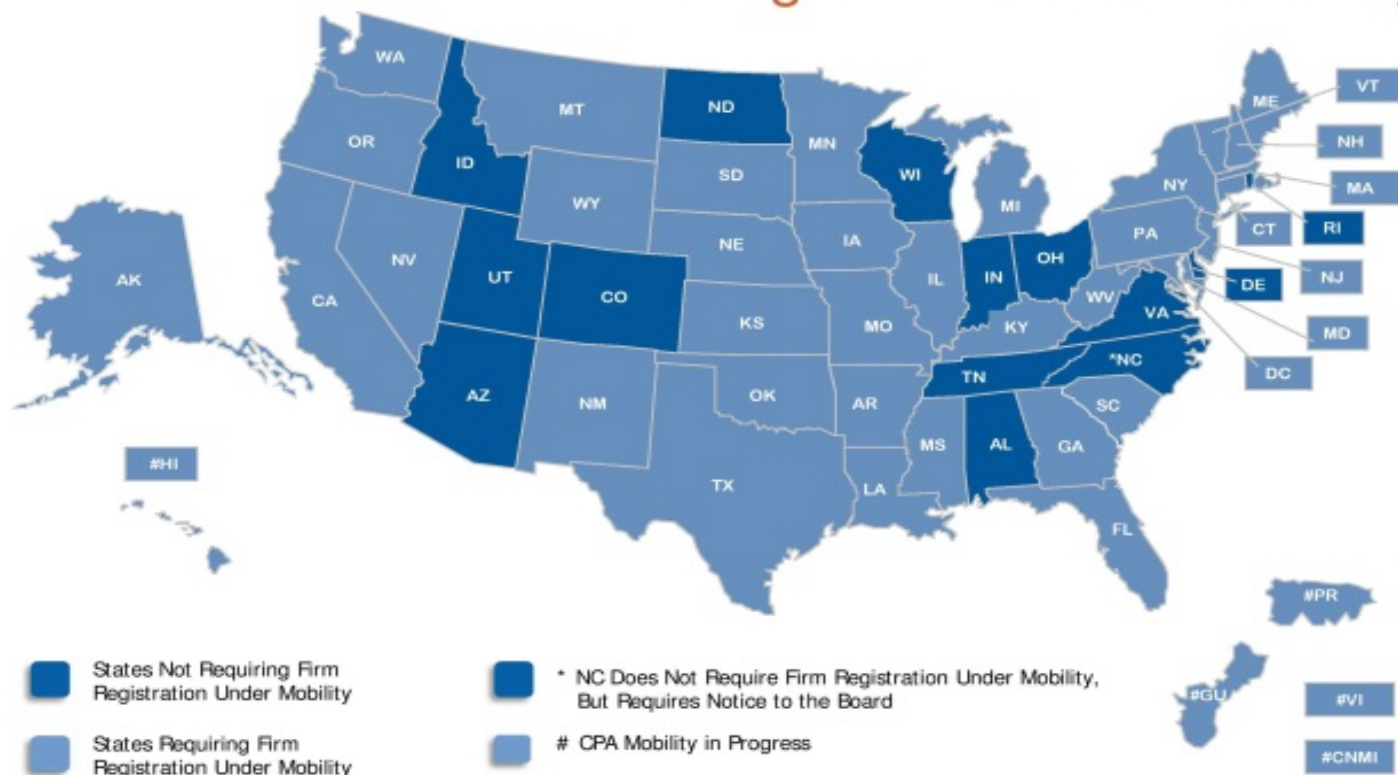 WA
MT
ND
MN
ME
VT
OR
ID
SD
WI
NH
WY
MI
NY
MA
NE
IA
PA
CT
RI
NV
UT
CO
IL
IN
OH
NJ
AK
CA
KS
MO
WV
VA
DE
KY
MD
*NC
TN
DC
AZ
NM
OK
AR
SC
MS
AL
GA
#HI
TX
LA
FL
#PR
#GU
#VI
#CNMI
States Not Requiring Firm
Registration Under Mobility
* NC Does Not Require Firm Registration Under Mobility,
But Requires Notice to the Board
States Requiring Firm
Registration Under Mobility
# CPA Mobility in Progress